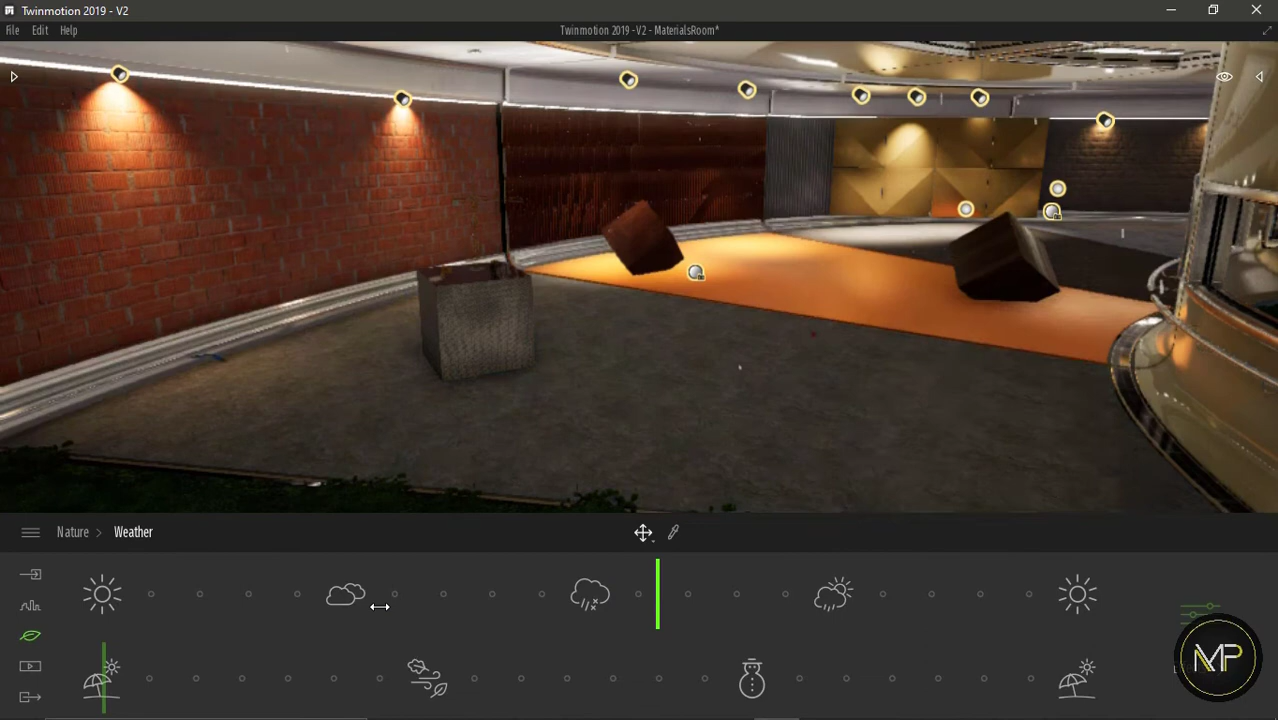 Twinmotion 2019 - V2
File Edit Help
Twinmotion 2019 -V2 - MaterialsRoom*
Nature > Weather
MP